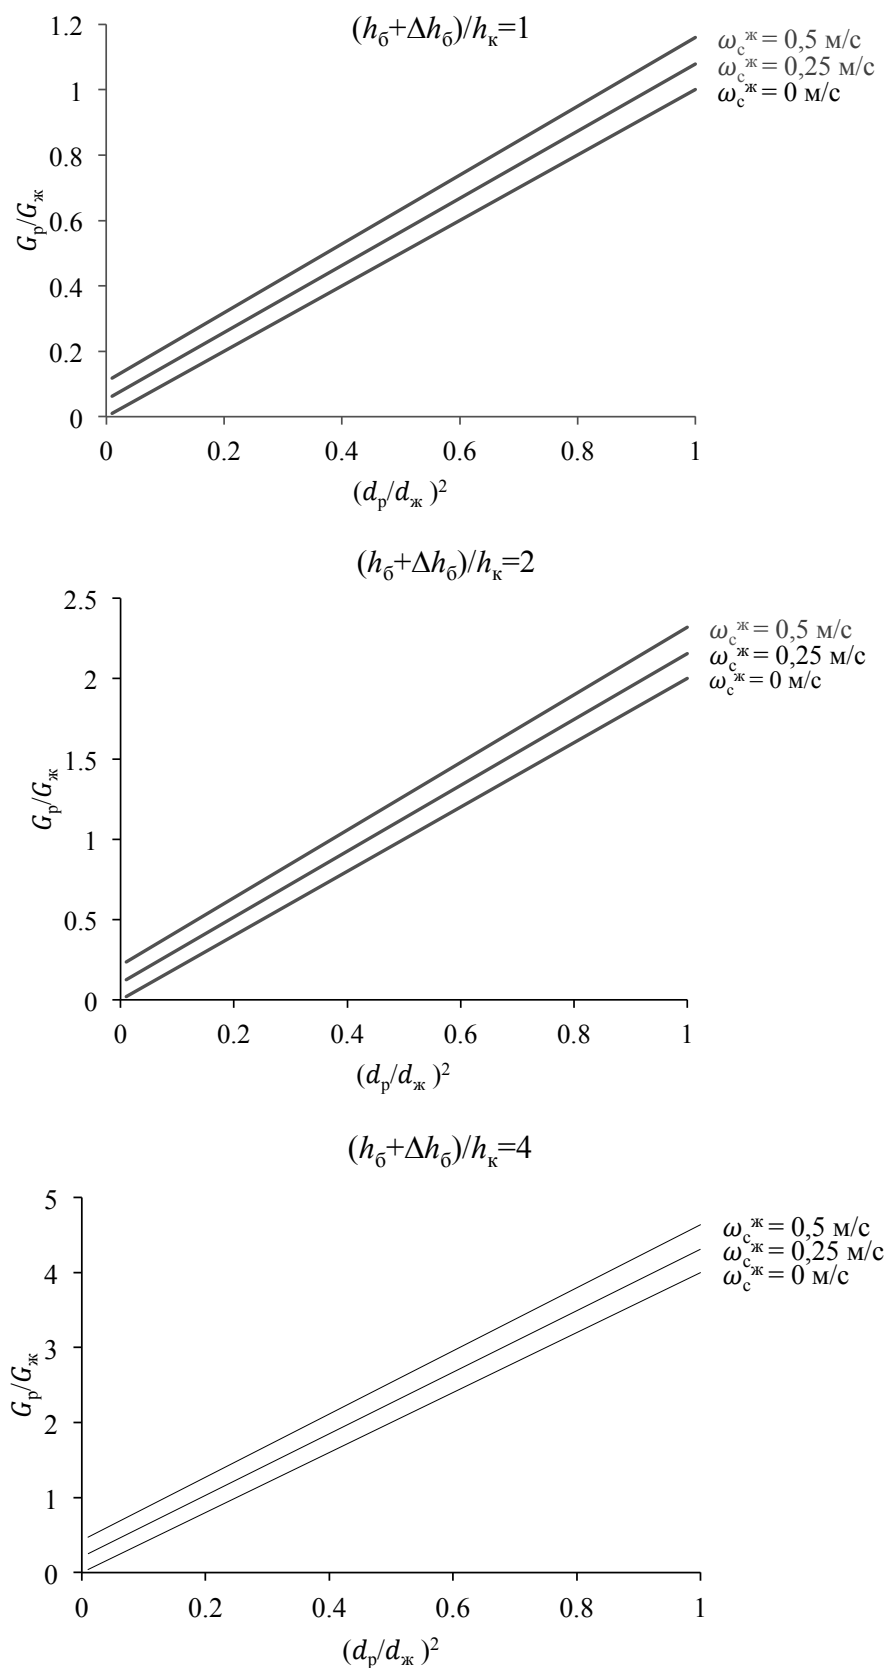 (hб+Δhб)/hк=1
1.2
1
0.8
0.6
0.4
0.2
0
Gр/Gж
ωсж = 0,5 м/с
ωсж = 0,25 м/с
ωсж = 0 м/с
0 0.2 0.4 0.6 0.8 1
(dр/dж )2
(hб+Δhб)/hк=2
2.5
2
1.5
1
0.5
0
Gр/Gж
ωсж = 0,5 м/с
ωсж = 0,25 м/с
ωсж = 0 м/с
0 0.2 0.4 0.6 0.8 1
(dр/dж )2
(hб+Δhб)/hк=4
5
4
3
2
1
0
Gр/Gж
ωсж = 0,5 м/с
ωсж = 0,25 м/с
ωсж = 0 м/с
0 0.2 0.4 0.6 0.8 1
(dр/dж )2